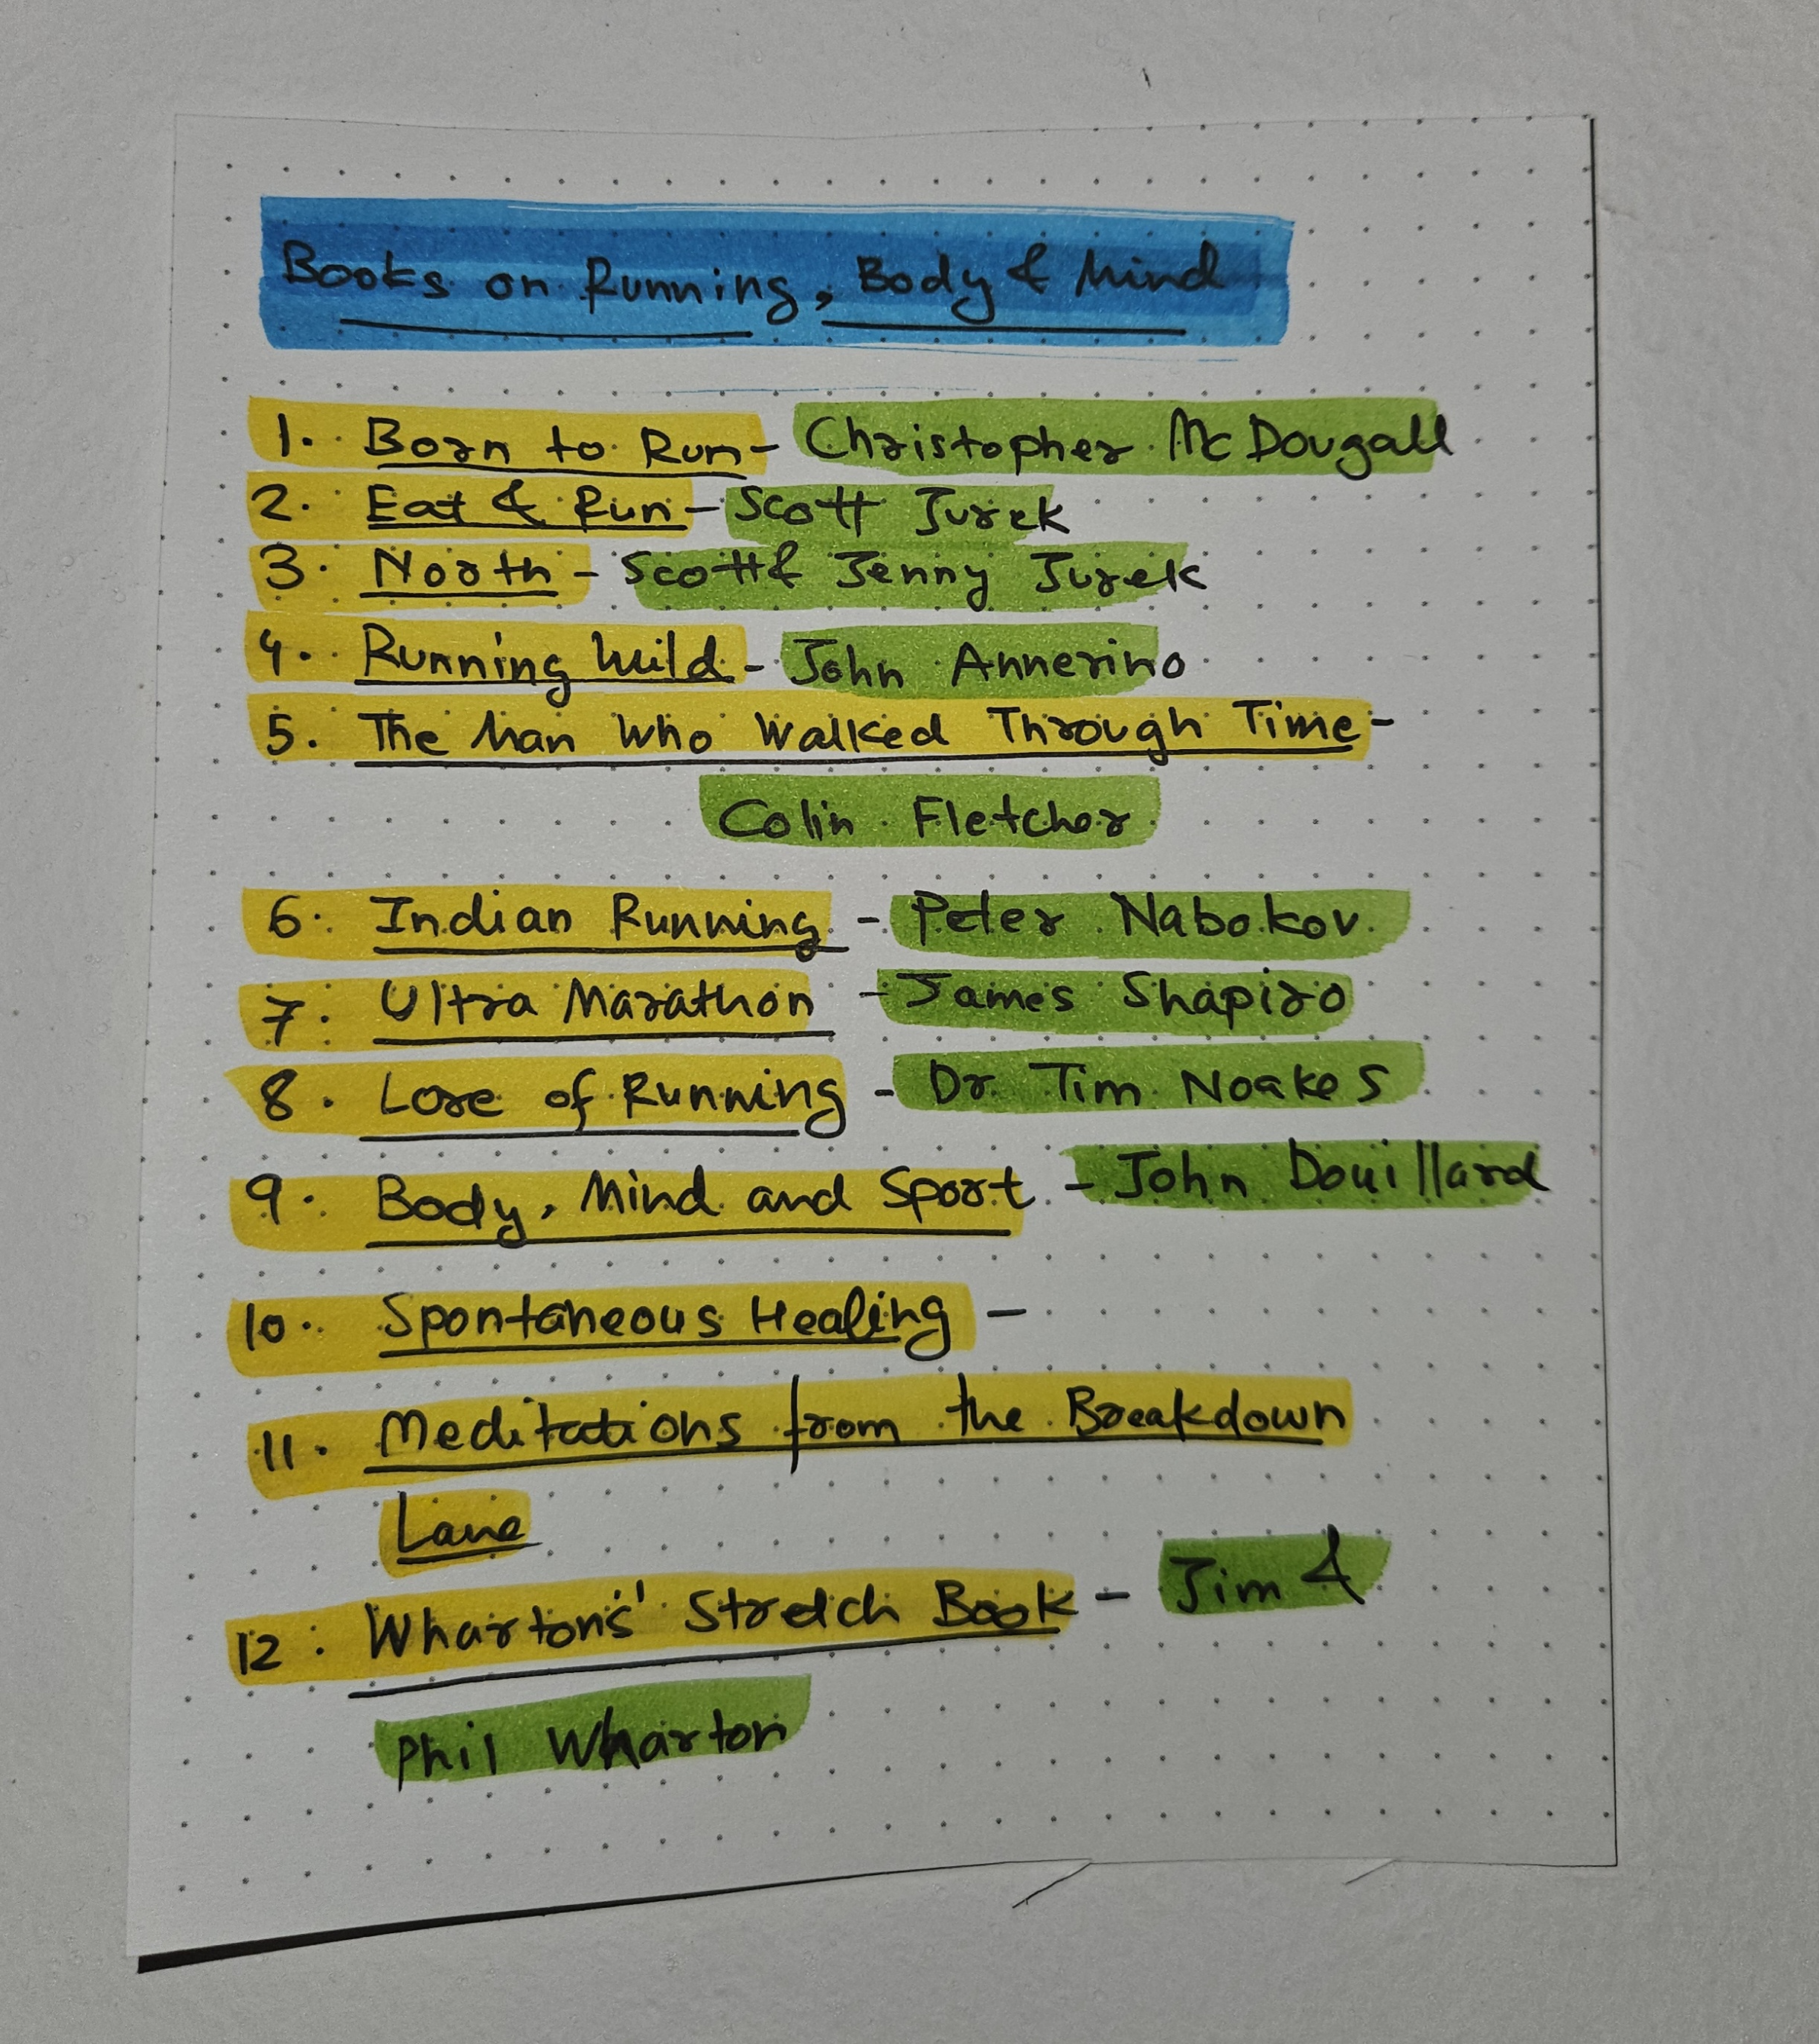 Books on Running, Body & Mind
1. Born to Run - Christopher McDougall
2. Eat & Run - Scott Jurek
3. North - Scott & Jenny Jurek
4. Running Wild - John Annerino
5. The Man Who Walked Through Time -
Colin Fletcher
6. Indian Running - Peter Nabokov.
7. Ultra Marathon - James Shapiro
8. Lore of Running - Dr. Tim Noakes
9. Body, Mind and Sport - John Douillard
10. Spontaneous Healing -
11. Meditations from the Breakdown
Lane
12. Whartons' Stretch Book - Jim &
Phil Wharton